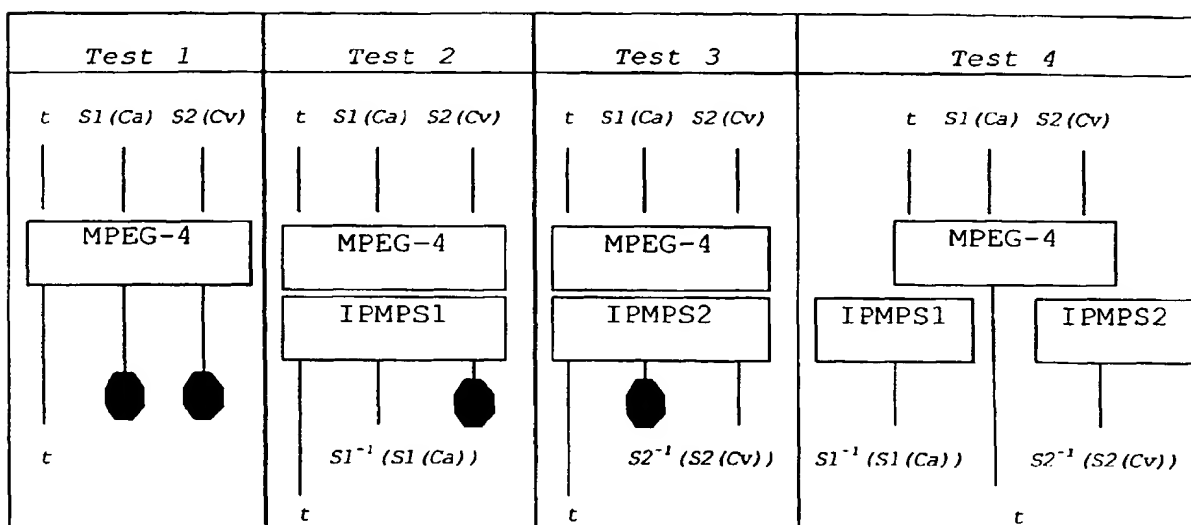 Test 1 Test 2 Test 3 Test 4
t S1(Ca) S2(Cv) t S1(Ca) S2(Cv) t S1(Ca) S2(Cv) t S1(Ca) S2(Cv)
MPEG-4 MPEG-4 MPEG-4 MPEG-4
IPMPS1 IPMPS2 IPMPS1 IPMPS2
t S1⁻¹(S1(Ca)) S2⁻¹(S2(Cv)) S1⁻¹(S1(Ca)) S2⁻¹(S2(Cv))
t t t